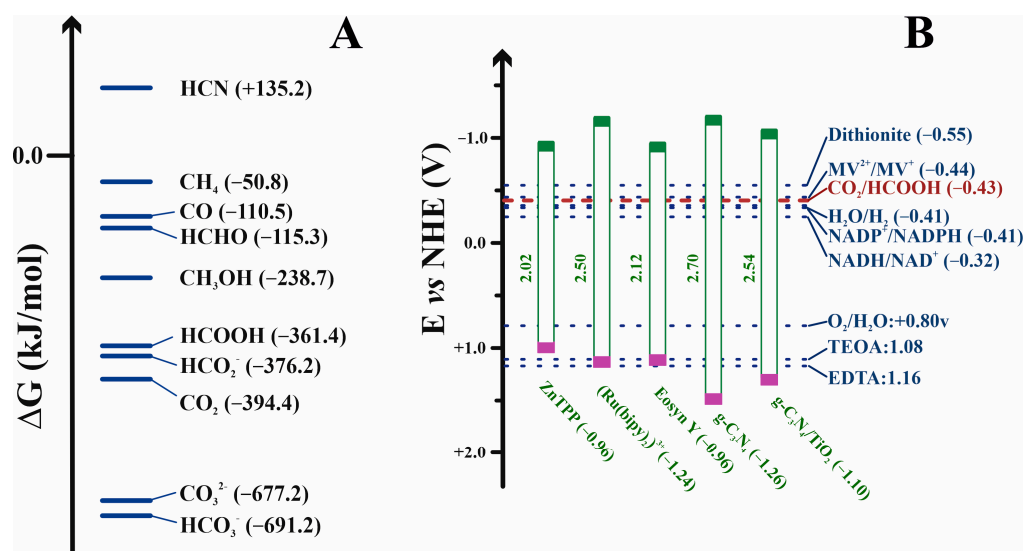 A
ΔG (kJ/mol)
0.0
HCN (+135.2)
CH₄ (−50.8)
CO (−110.5)
HCHO (−115.3)
CH₃OH (−238.7)
HCOOH (−361.4)
HCO₂⁻ (−376.2)
CO₂ (−394.4)
CO₃²⁻ (−677.2)
HCO₃⁻ (−691.2)
B
E vs NHE (V)
−1.0
0.0
+1.0
+2.0
2.02
2.50
2.12
2.70
2.54
Dithionite (−0.55)
MV²⁺/MV⁺ (−0.44)
CO₂/HCOOH (−0.43)
H₂O/H₂ (−0.41)
NADP⁺/NADPH (−0.41)
NADH/NAD⁺ (−0.32)
O₂/H₂O:+0.80v
TEOA:1.08
EDTA:1.16
ZnTPP (−0.96)
(Ru(bipy)₂)³⁺ (−1.24)
Eosyn Y (−0.96)
g-C₃N₄ (−1.26)
g-C₃N₄/TiO₂ (−1.10)